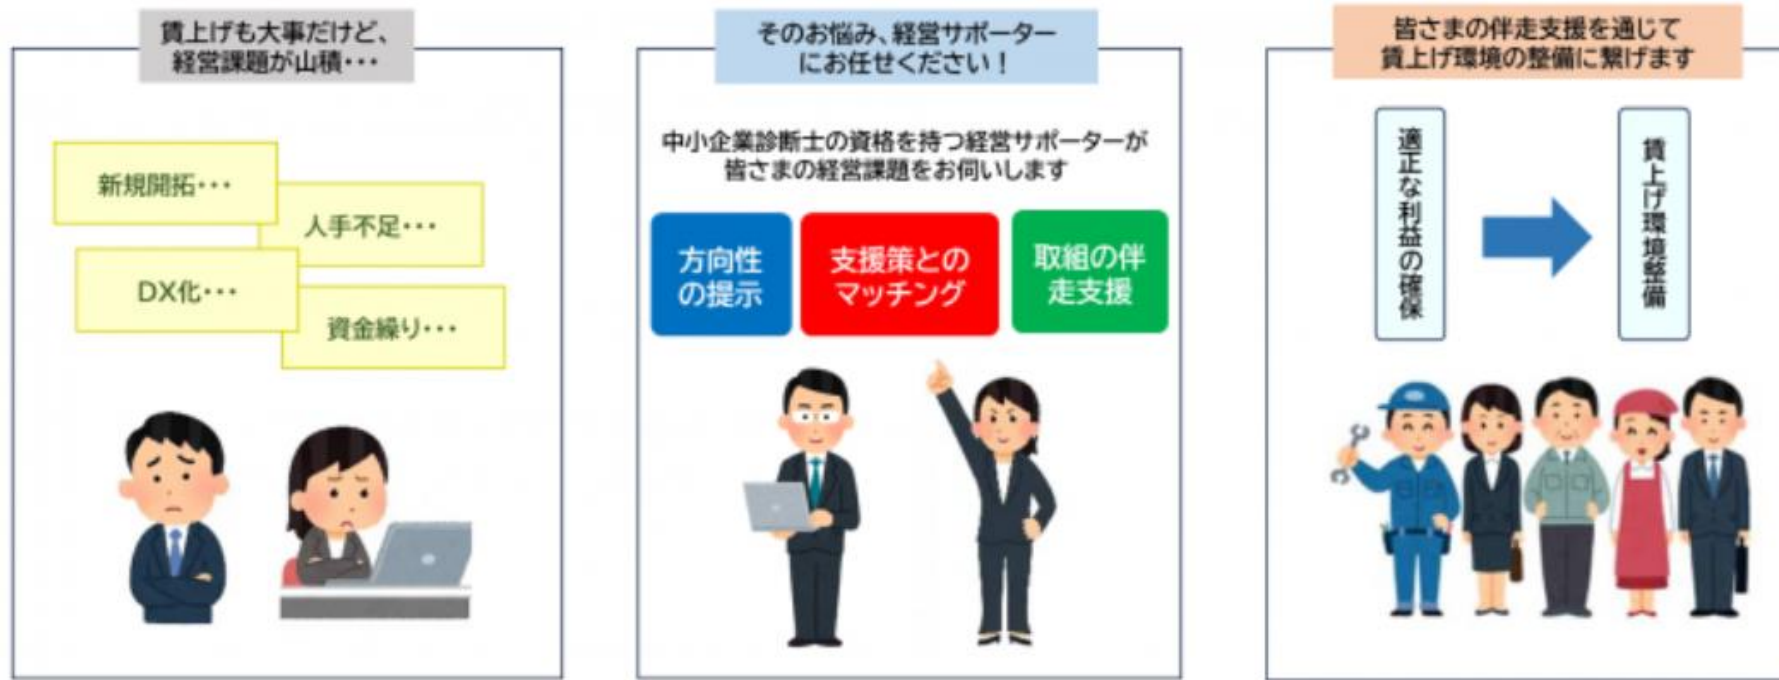 賃上げも大事だけど、
経営課題が山積･･･
新規開拓･･･
人手不足･･･
DX化･･･
資金繰り･･･
そのお悩み、経営サポーター
にお任せください！
中小企業診断士の資格を持つ経営サポーターが
皆さまの経営課題をお伺いします
方向性
の提示
支援策との
マッチング
取組の伴
走支援
皆さまの伴走支援を通じて
賃上げ環境の整備に繋げます
適正な利益の確保
賃上げ環境整備